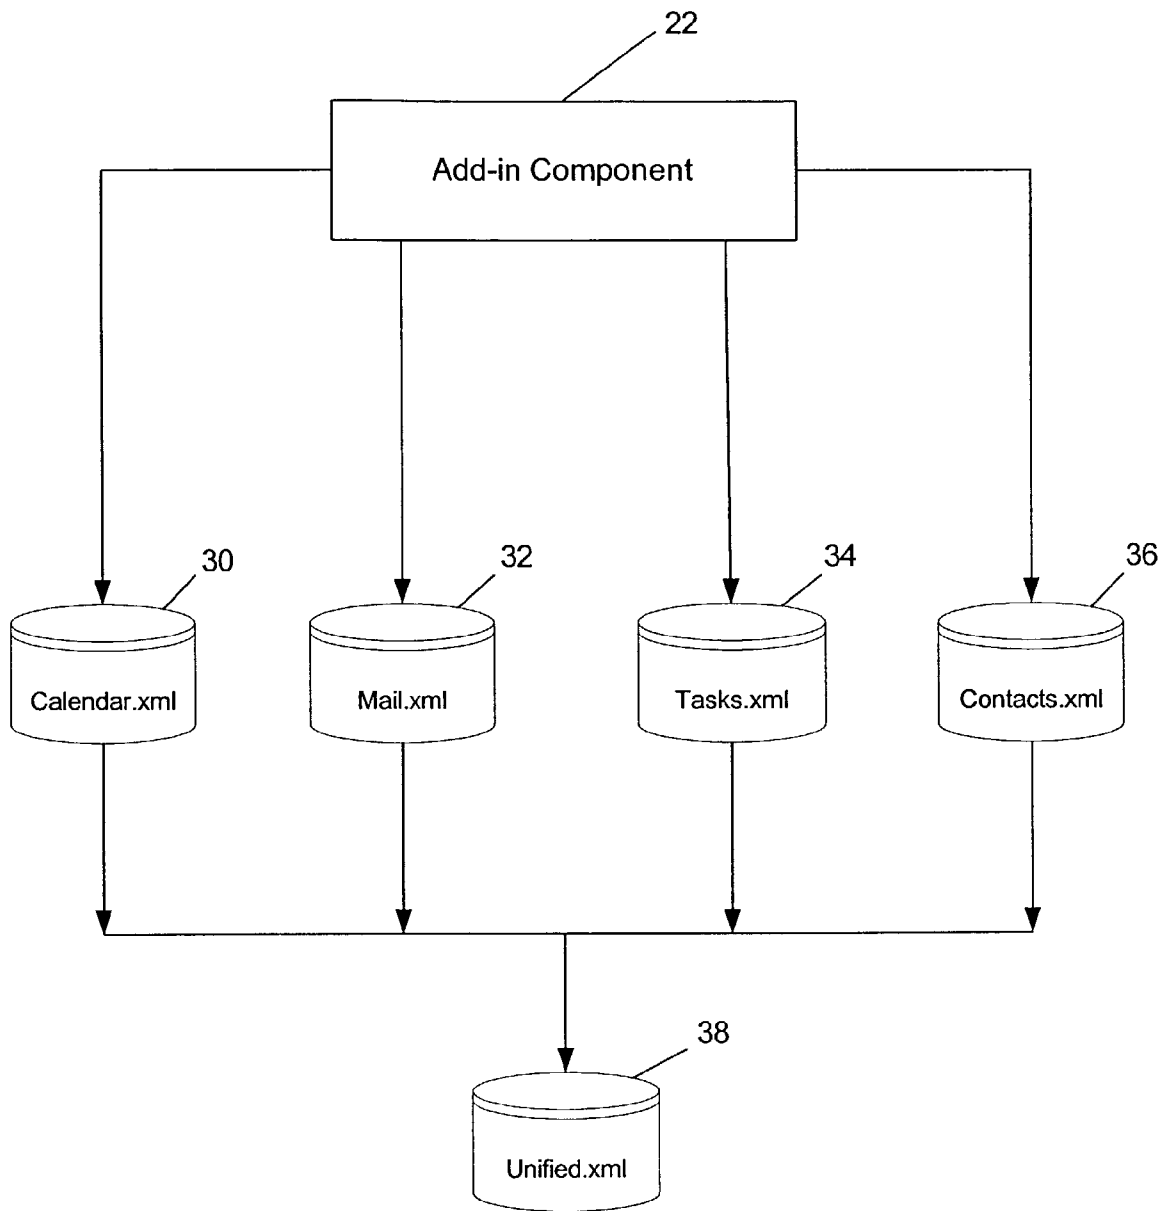 22
Add-in Component
30
32
34
36
Calendar.xml
Mail.xml
Tasks.xml
Contacts.xml
38
Unified.xml